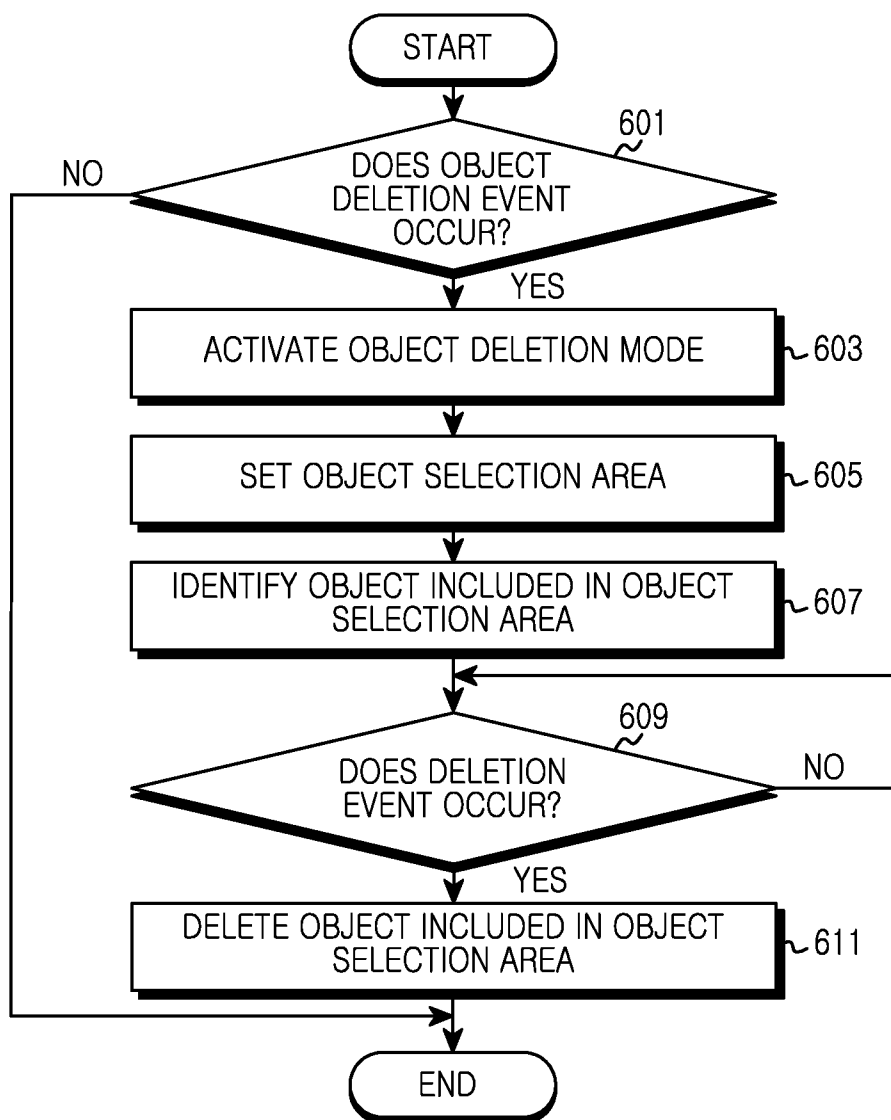 START
601
NO
DOES OBJECT
DELETION EVENT
OCCUR?
YES
ACTIVATE OBJECT DELETION MODE
603
SET OBJECT SELECTION AREA
605
IDENTIFY OBJECT INCLUDED IN OBJECT
SELECTION AREA
607
609
DOES DELETION
EVENT OCCUR?
NO
YES
DELETE OBJECT INCLUDED IN OBJECT
SELECTION AREA
611
END